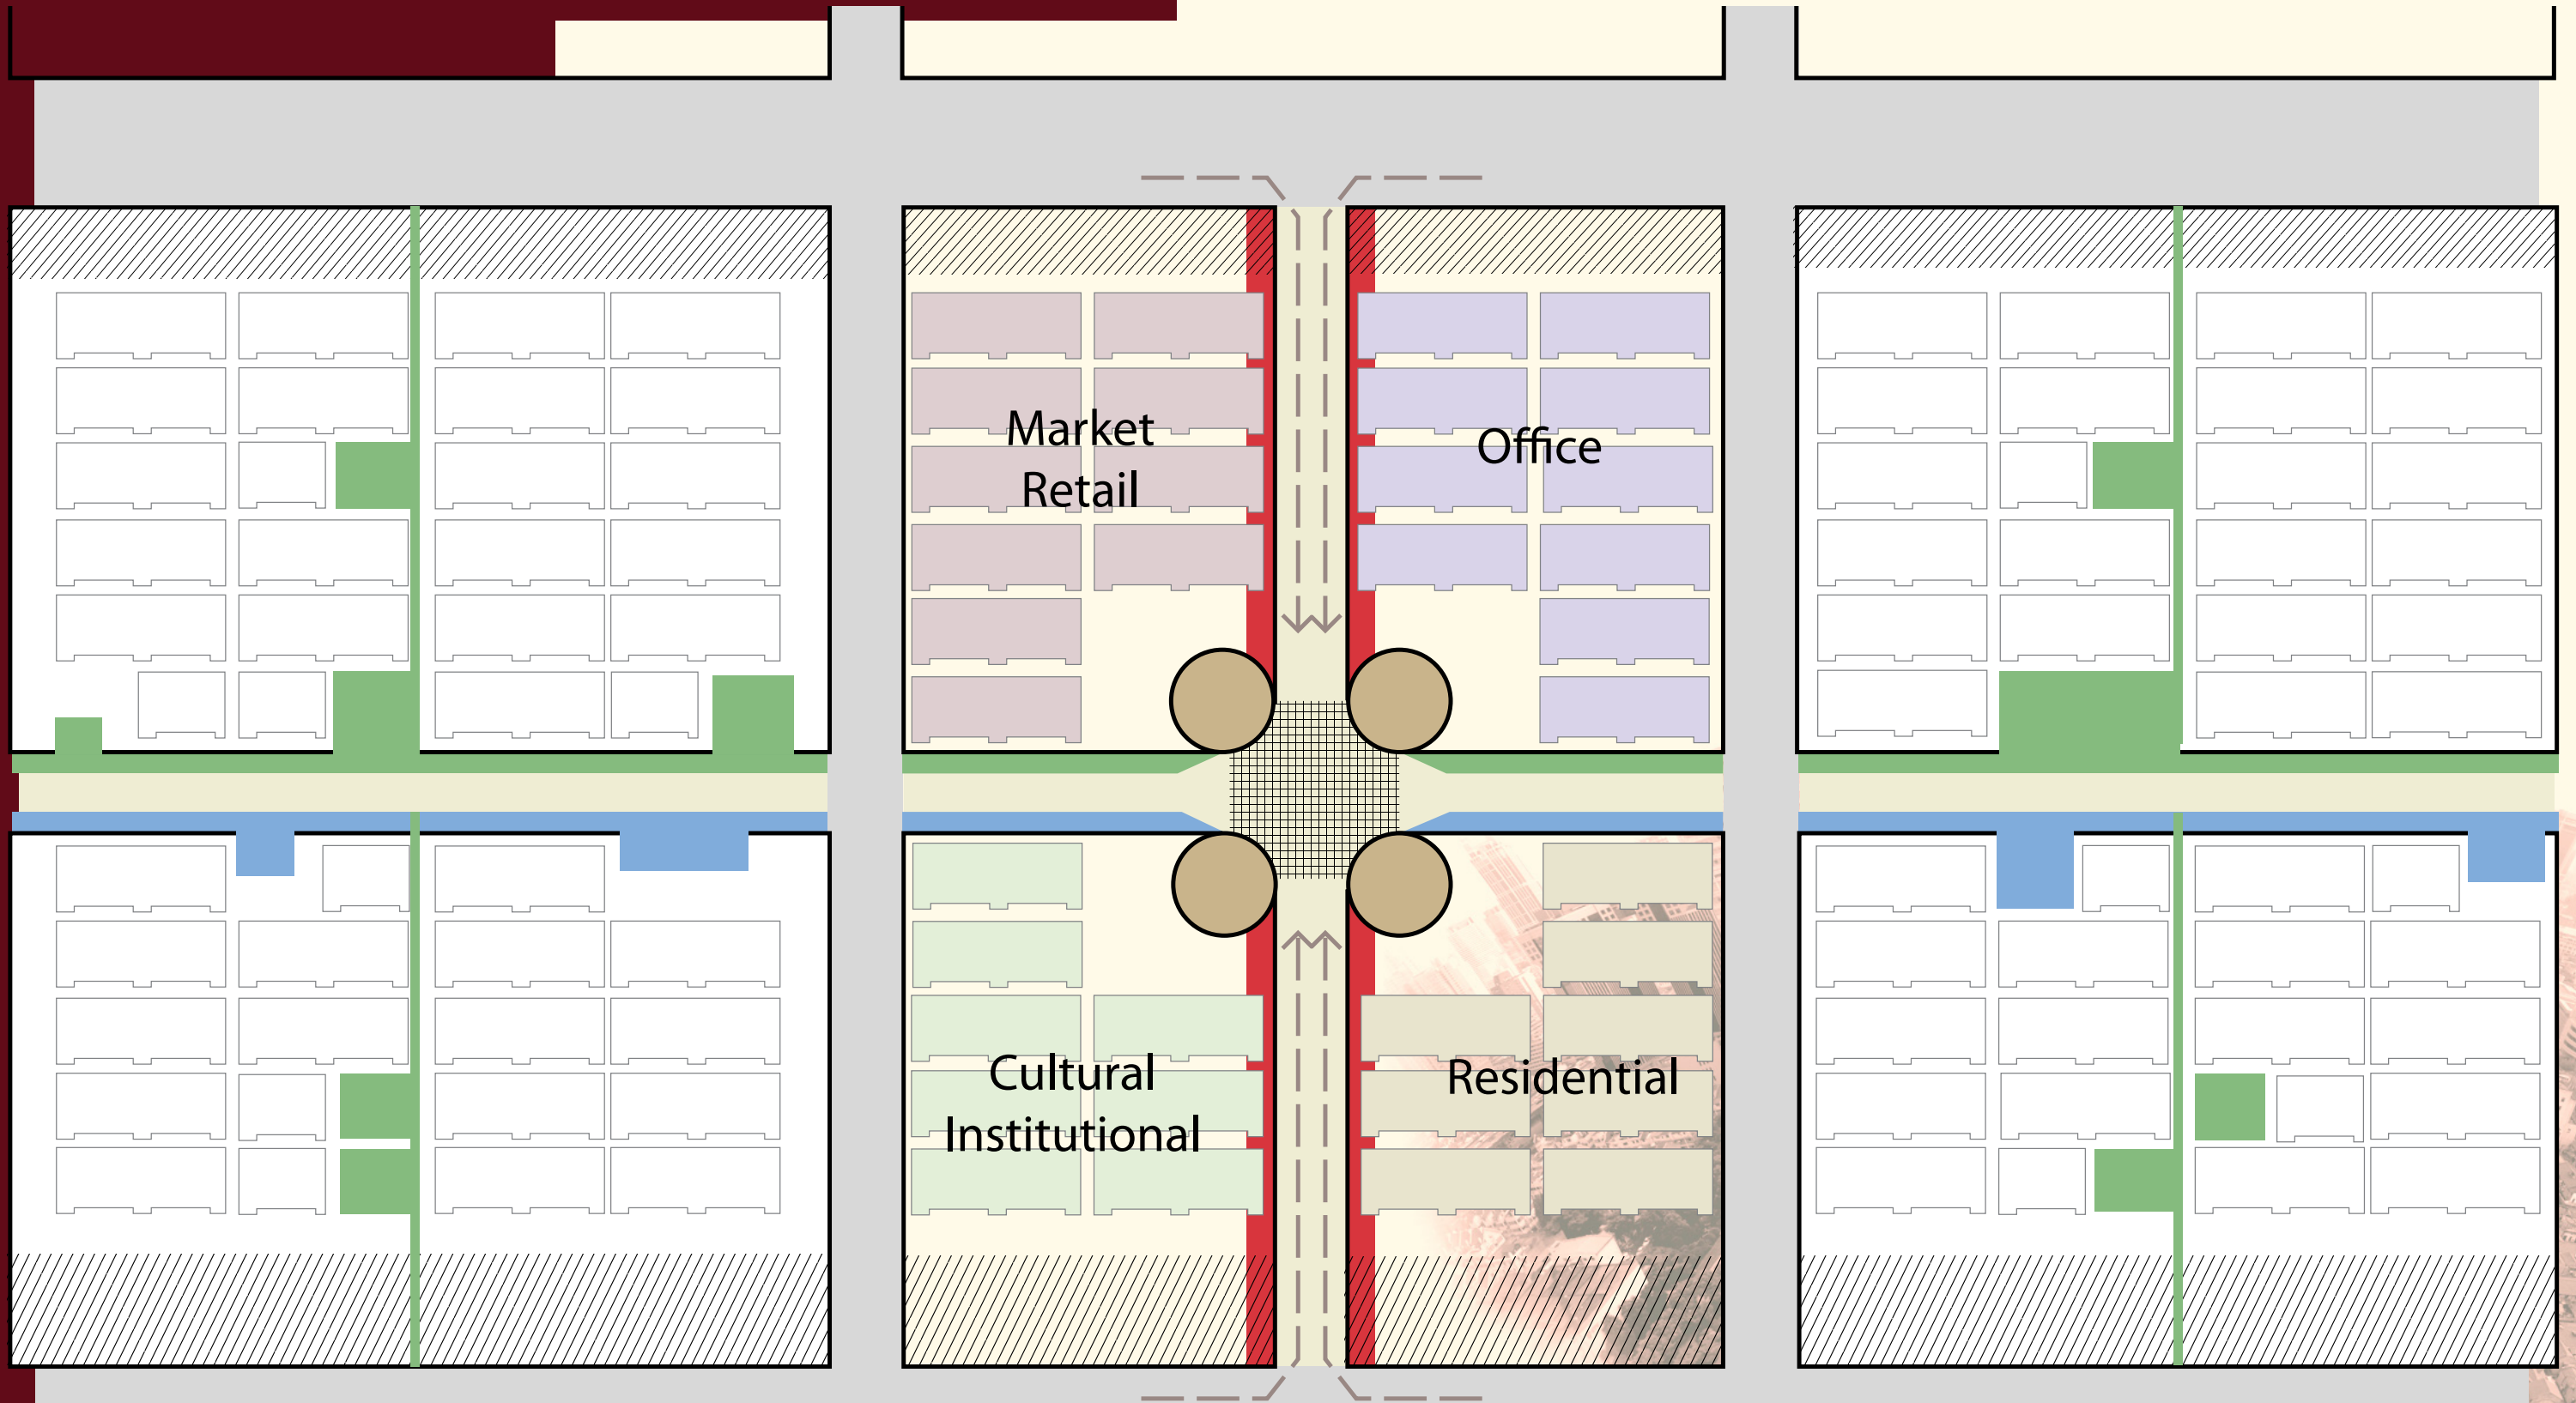 Market
Retail
Office
Cultural
Institutional
Residential